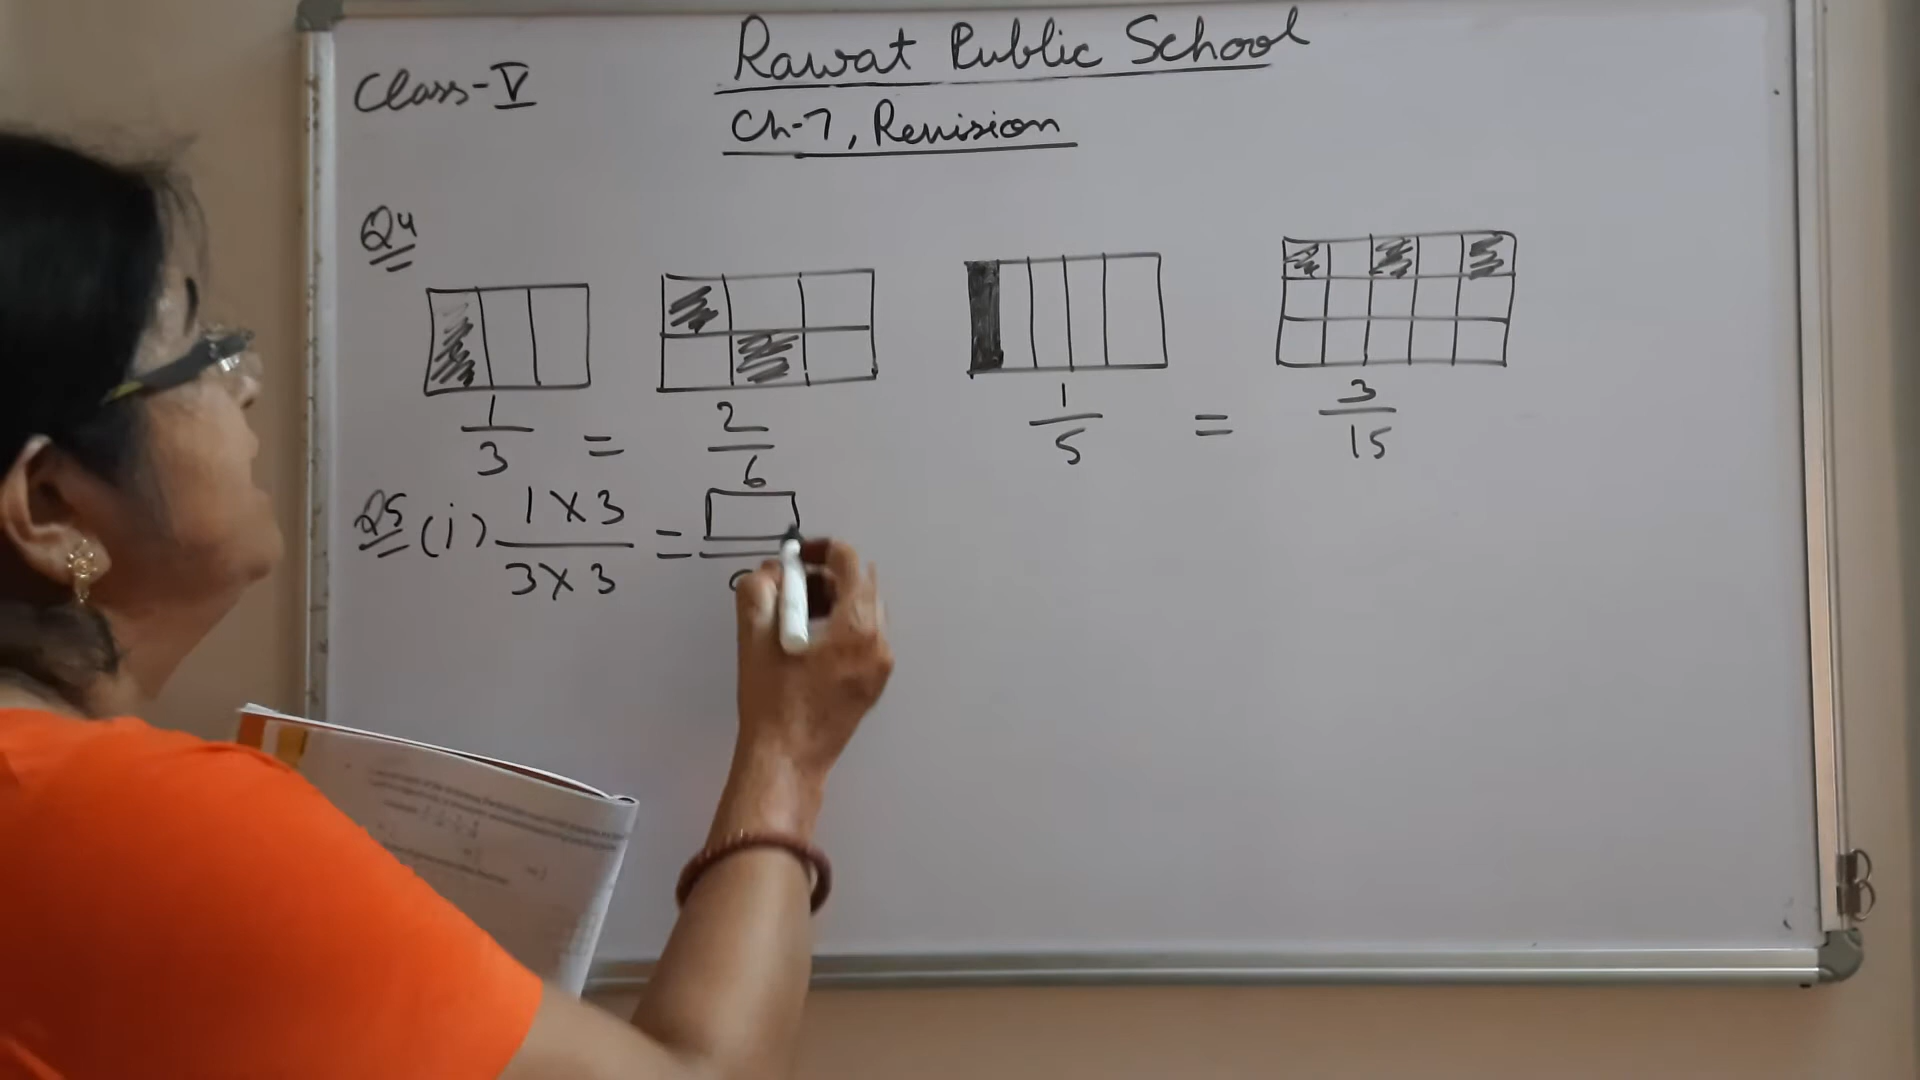 Rawat Public School
Class-V
Ch-7, Revision
Q4
1/3 = 2/6
1/5 = 3/15
Q5 (i) 1×3/3×3 =